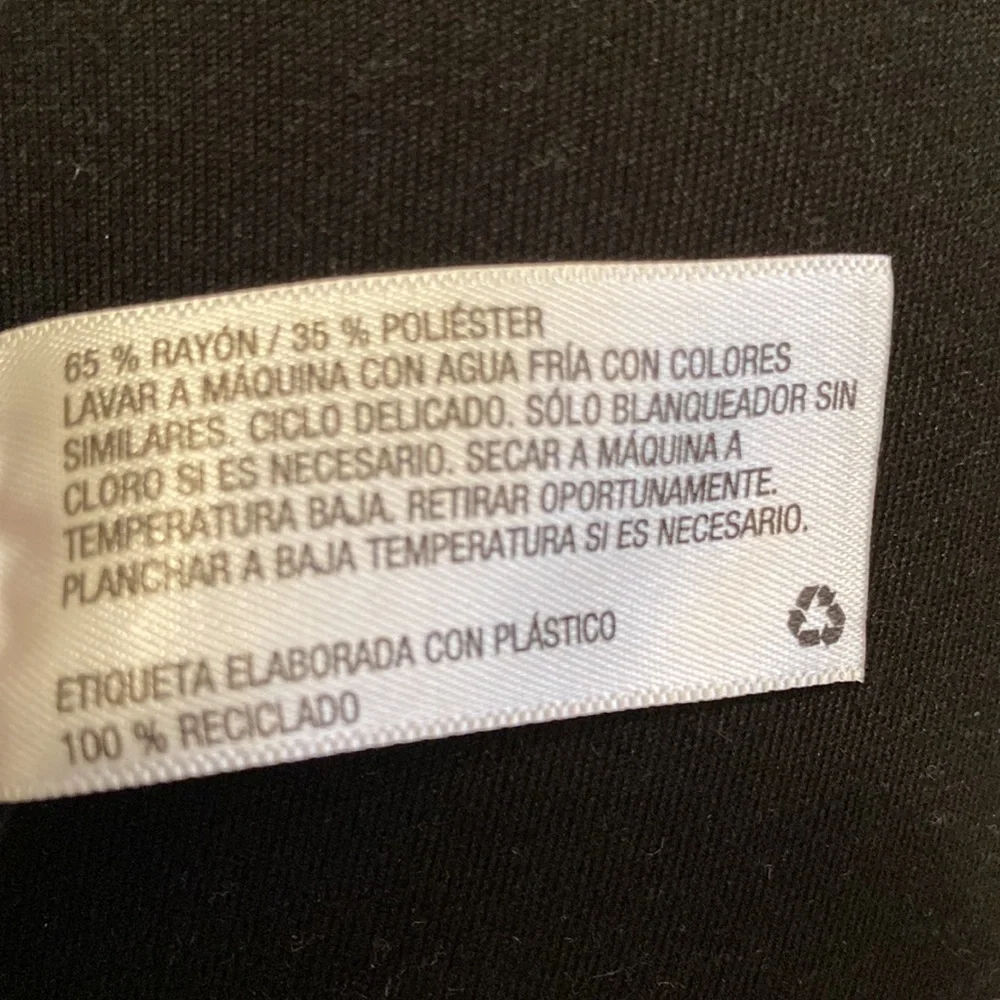 65 % RAYÓN / 35 % POLIÉSTER
LAVAR A MÁQUINA CON AGUA FRÍA CON COLORES
SIMILARES. CICLO DELICADO. SÓLO BLANQUEADOR SIN
CLORO SI ES NECESARIO. SECAR A MÁQUINA A
TEMPERATURA BAJA. RETIRAR OPORTUNAMENTE.
PLANCHAR A BAJA TEMPERATURA SI ES NECESARIO.
ETIQUETA ELABORADA CON PLÁSTICO
100 % RECICLADO